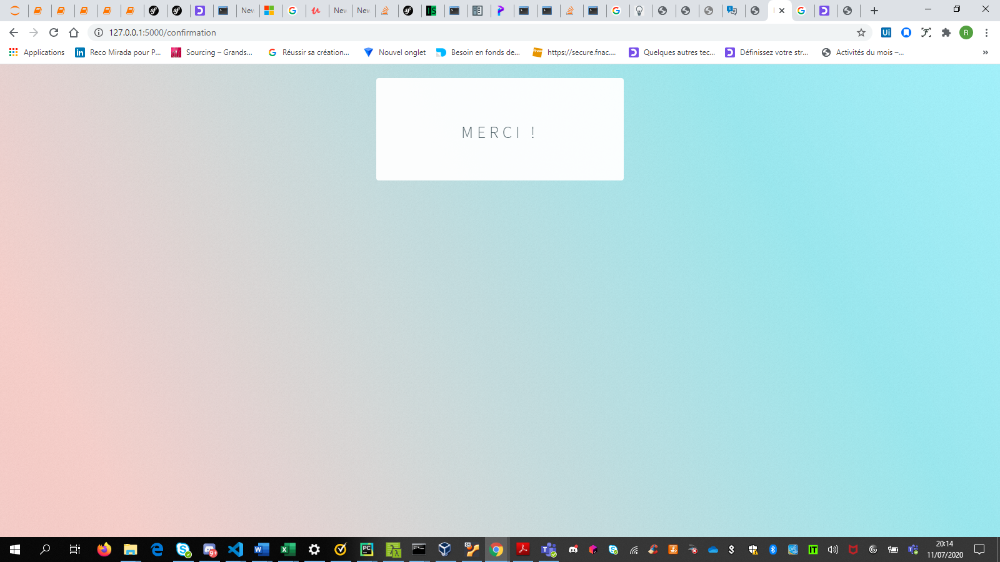 New
New
New
127.0.0.1:5000/confirmation
R
Applications
Reco Mirada pour P...
Sourcing – Grands...
Réussir sa création...
Nouvel onglet
Besoin en fonds de...
https://secure.fnac....
Quelques autres tec...
Définissez votre str...
Activités du mois –...
MERCI !
20:14
11/07/2020